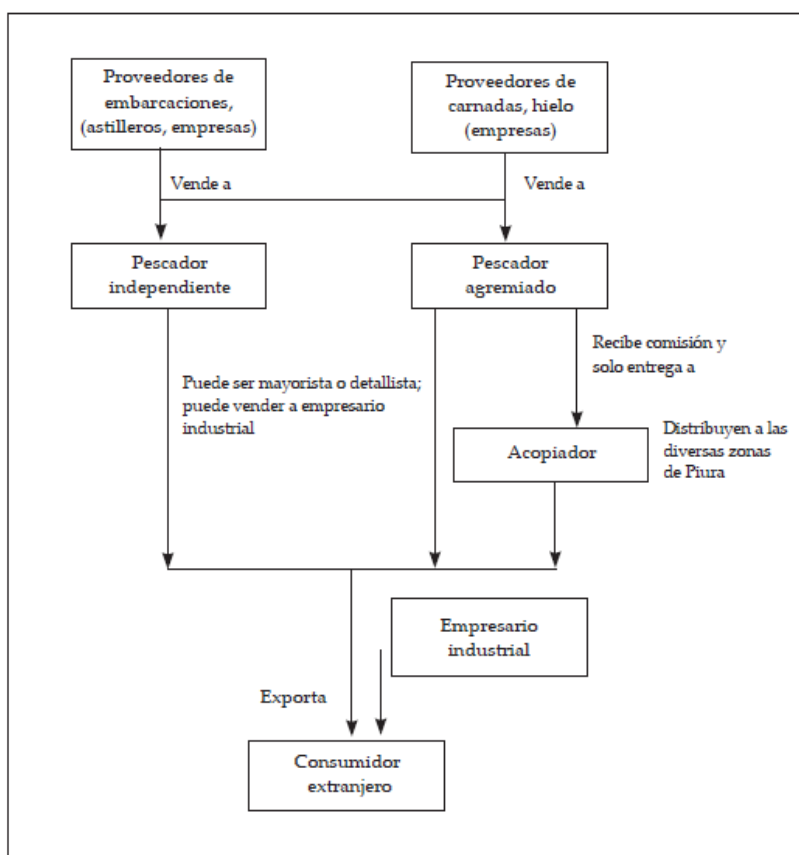 Proveedores de
embarcaciones,
(astilleros, empresas)
Proveedores de
carnadas, hielo
(empresas)
Vende a
Vende a
Pescador
independiente
Pescador
agremiado
Recibe comisión y
solo entrega a
Puede ser mayorista o detallista;
puede vender a empresario
industrial
Acopiador
Distribuyen a las
diversas zonas
de Piura
Empresario
industrial
Exporta
Consumidor
extranjero